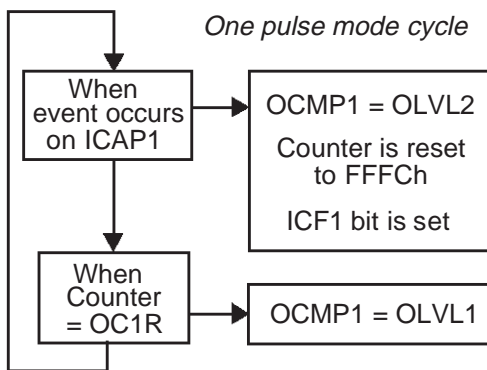 One pulse mode cycle
When
event occurs
on ICAP1
OCMP1 = OLVL2
Counter is reset
to FFFCh
ICF1 bit is set
When
Counter
= OC1R
OCMP1 = OLVL1